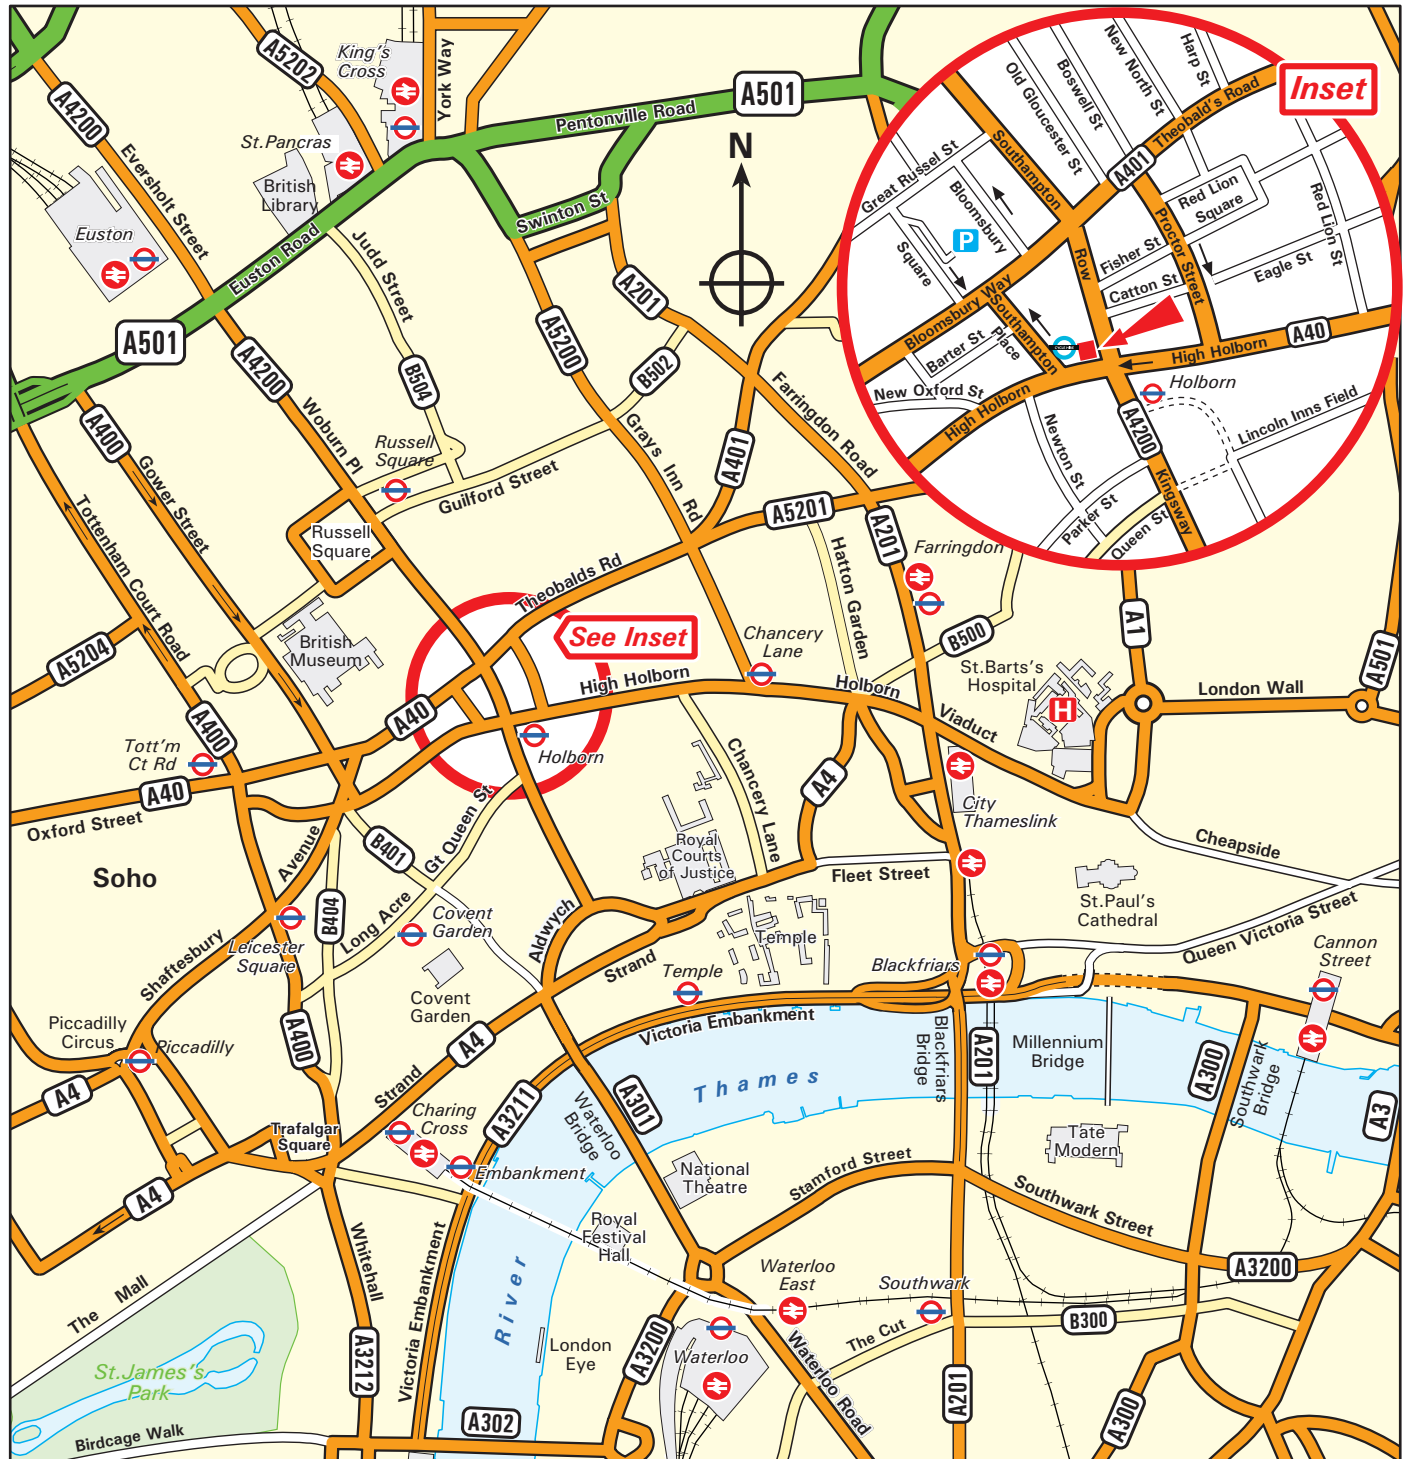 A5202
King's
Cross
York Way
A4200
St.Pancras
British
Library
Eversholt Street
Euston
Euston Road
Judd Street
Pentonville Road
A501
Swinton St
N
A501
A201
A5200
B502
A4200
B504
A400
Woburn Pl
Grays Inn Rd
Farringdon Road
A401
Russell
Square
Guilford Street
Gower Street
Tottenham Court Road
Russell
Square
A5201
A201
Hatton Garden
Farringdon
Theobalds Rd
See Inset
British
Museum
A5204
Chancery
Lane
High Holborn
Holborn
B500
St.Barts's
Hospital
H
A1
A501
London Wall
Viaduct
A40
A400
Tott'm
Ct Rd
A40
Oxford Street
Holborn
Soho
Avenue
Shaftesbury
B401
Gt Queen St
B404
Long Acre
Covent
Garden
Leicester
Square
Covent
Garden
Chancery Lane
A4
Royal
Courts
of Justice
City
Thameslink
Fleet Street
Cheapside
St.Paul's
Cathedral
Queen Victoria Street
Cannon
Street
Aldwych
Strand
Temple
Temple
Blackfriars
Victoria Embankment
Piccadilly
Circus
Piccadilly
A4
A400
A4
Strand
Charing
Cross
A3211
Embankment
Trafalgar
Square
A4
Waterloo
Bridge
A301
Thames
River
Blackfriars
Bridge
A201
Millennium
Bridge
A300
Southwark
Bridge
A3
Tate
Modern
National
Theatre
Stamford Street
Southwark Street
Royal
Festival
Hall
Waterloo
East
Southwark
A3200
B300
The Cut
The Mall
Whitehall
Victoria Embankment
A3212
St.James's
Park
Birdcage Walk
A302
London
Eye
A3200
Waterloo
Waterloo Road
A201
A300
Inset
Old Gloucester St
Boswell St
New North St
Harp St
Theobald's Road
A401
Southampton
Row
Great Russel St
Bloomsbury
Square
P
Bloomsbury Way
Southampton
Place
Barter St
New Oxford St
High Holborn
Fisher St
Catton St
Proctor Street
Red Lion
Square
Red Lion St
Eagle St
High Holborn
A40
Holborn
A4200
Kingsway
Newton St
Parker St
Queen St
Lincoln Inns Field